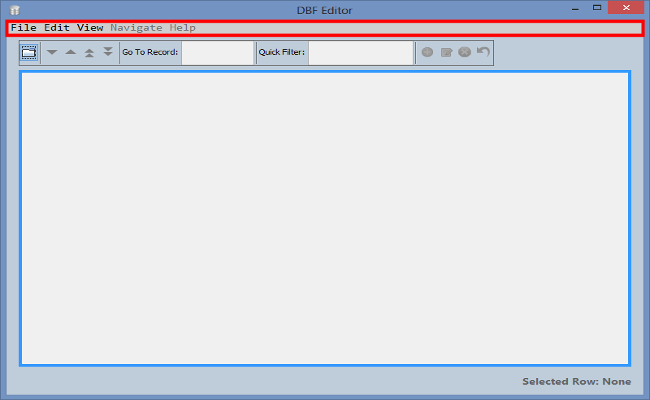 DBF Editor
File Edit View Navigate Help
Go To Record: Quick Filter:
Selected Row: None